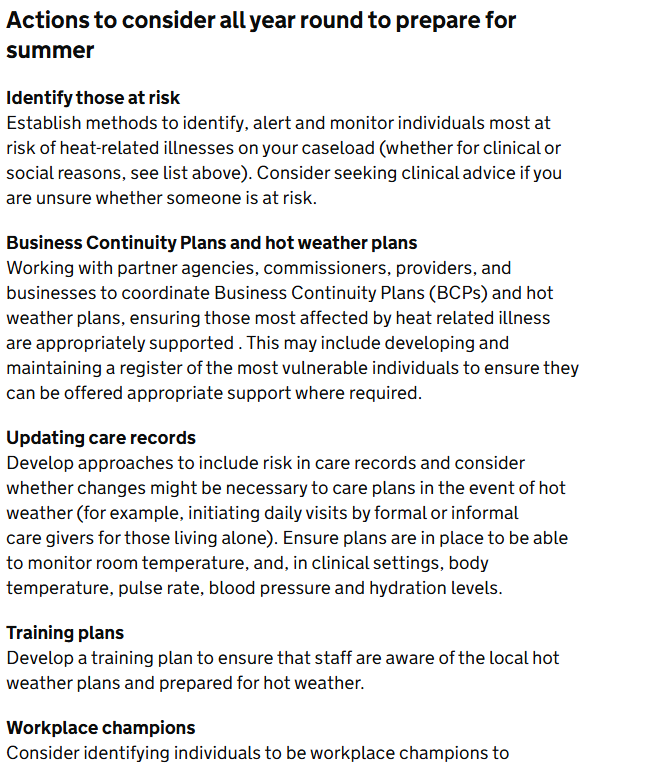 Actions to consider all year round to prepare for
summer
Identify those at risk
Establish methods to identify, alert and monitor individuals most at
risk of heat-related illnesses on your caseload (whether for clinical or
social reasons, see list above). Consider seeking clinical advice if you
are unsure whether someone is at risk.
Business Continuity Plans and hot weather plans
Working with partner agencies, commissioners, providers, and
businesses to coordinate Business Continuity Plans (BCPs) and hot
weather plans, ensuring those most affected by heat related illness
are appropriately supported . This may include developing and
maintaining a register of the most vulnerable individuals to ensure they
can be offered appropriate support where required.
Updating care records
Develop approaches to include risk in care records and consider
whether changes might be necessary to care plans in the event of hot
weather (for example, initiating daily visits by formal or informal
care givers for those living alone). Ensure plans are in place to be able
to monitor room temperature, and, in clinical settings, body
temperature, pulse rate, blood pressure and hydration levels.
Training plans
Develop a training plan to ensure that staff are aware of the local hot
weather plans and prepared for hot weather.
Workplace champions
Consider identifying individuals to be workplace champions to